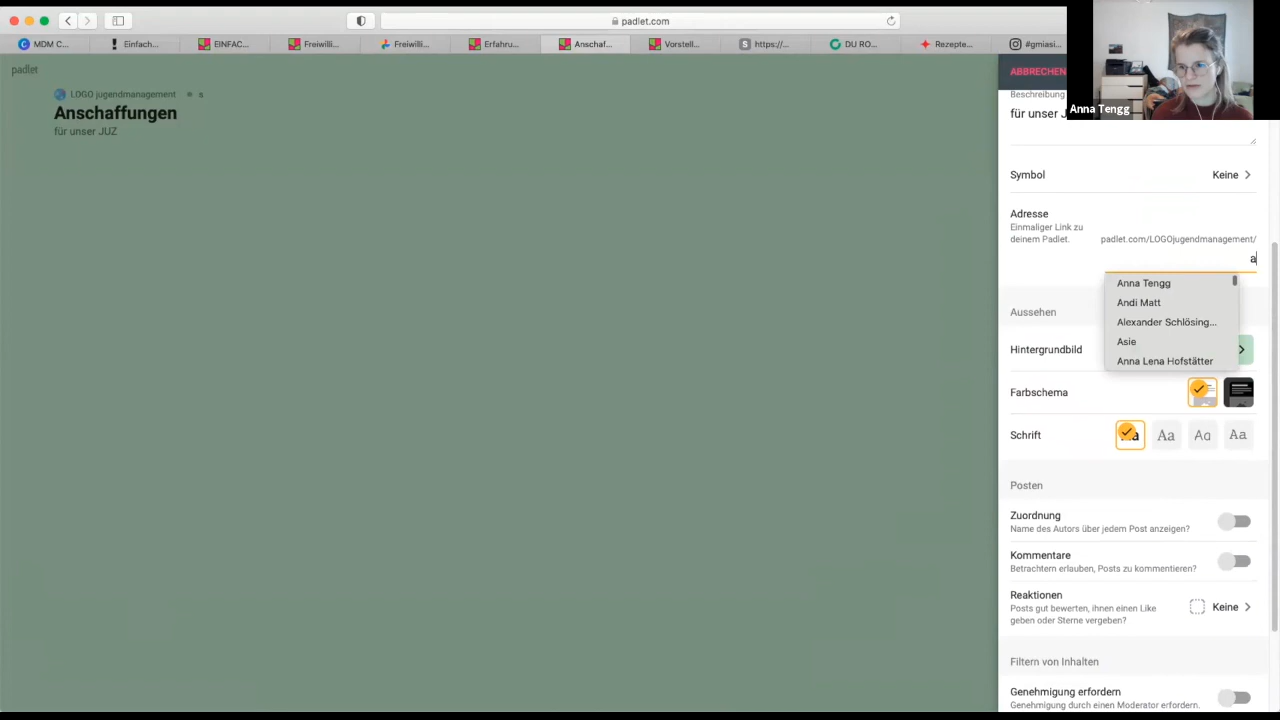 padlet.com
MDM C...
Einfach...
EINFAC...
Freiwilli...
Freiwilli...
Erfahru...
Anschaf...
Vorstell...
https://...
DU RO...
Rezepte...
#gmiasi...
padlet
LOGO jugendmanagement
a
Anschaffungen
für unser JUZ
Anna Tengg
ABBRECHEN
Beschreibung
für unser J
Symbol
Keine
Adresse
Einmaliger Link zu
deinem Padlet.
padlet.com/LOGOjugendmanagement/
a
Anna Tengg
Andi Matt
Alexander Schlösing...
Asie
Anna Lena Hofstätter
Aussehen
Hintergrundbild
Farbschema
Schrift
Aa
Aa
Aa
Posten
Zuordnung
Name des Autors über jedem Post anzeigen?
Kommentare
Betrachtern erlauben, Posts zu kommentieren?
Reaktionen
Posts gut bewerten, ihnen einen Like
geben oder Sterne vergeben?
Keine
Filtern von Inhalten
Genehmigung erfordern
Genehmigung durch einen Moderator erfordern.